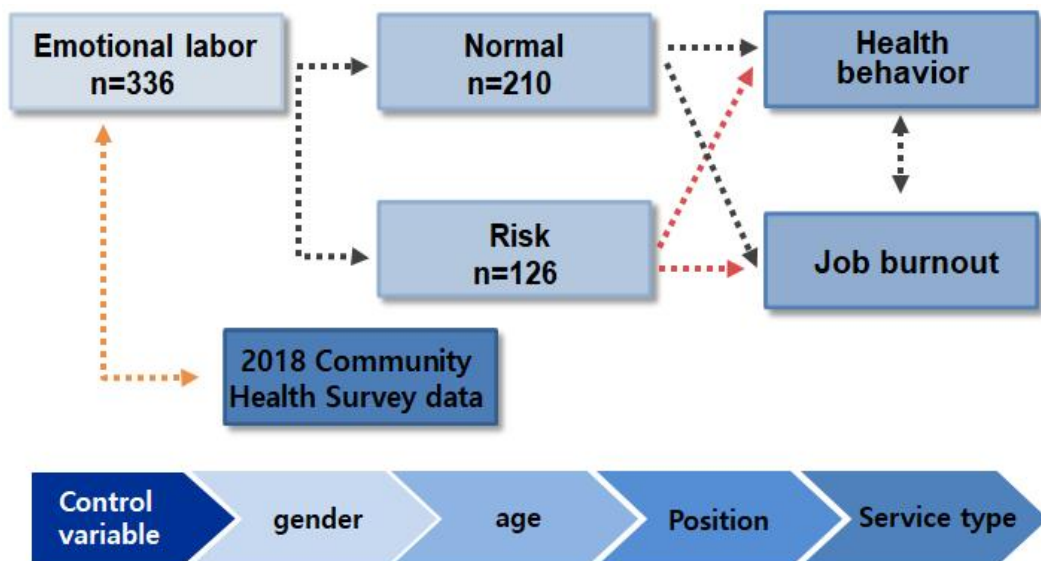 Emotional labor
n=336
Normal
n=210
Health
behavior
Risk
n=126
Job burnout
2018 Community
Health Survey data
Control
variable
gender
age
Position
Service type